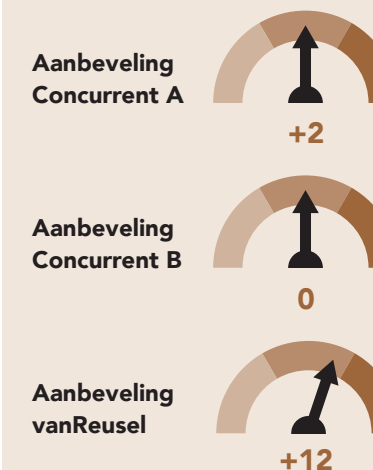 Aanbeveling
Concurrent A
+2
Aanbeveling
Concurrent B
0
Aanbeveling
vanReusel
+12